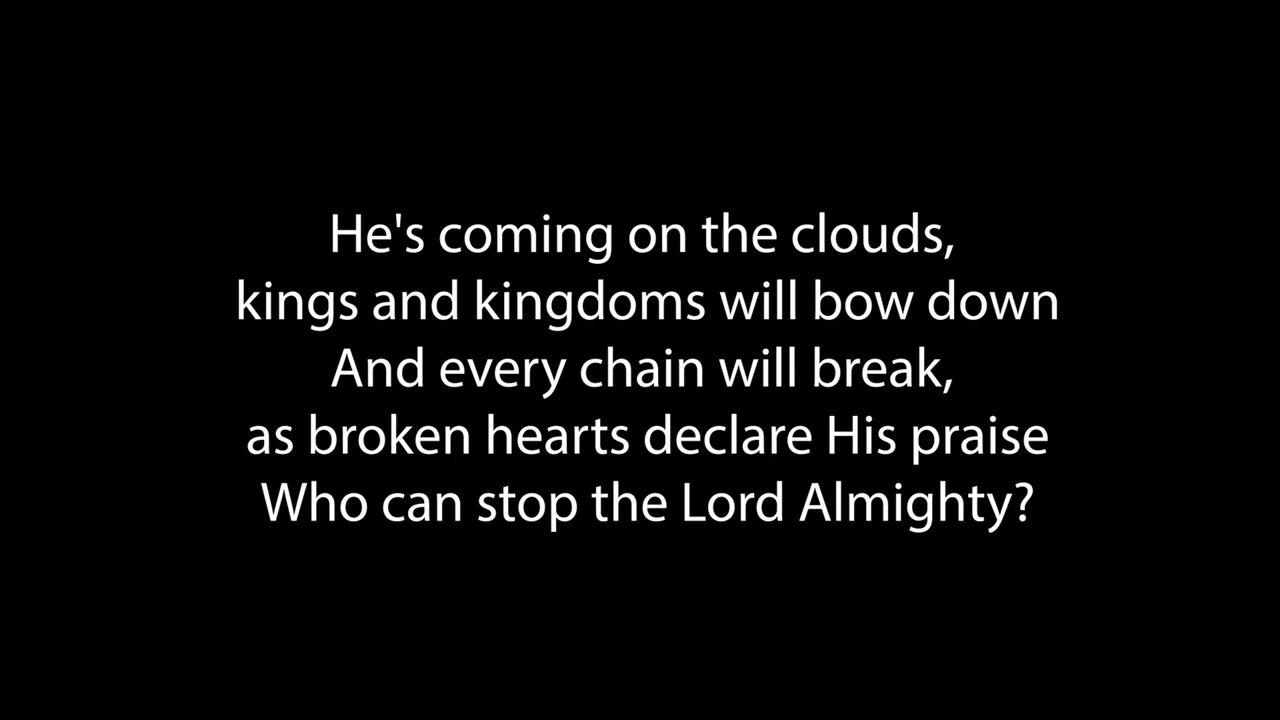 He's coming on the clouds,
kings and kingdoms will bow down
And every chain will break,
as broken hearts declare His praise
Who can stop the Lord Almighty?